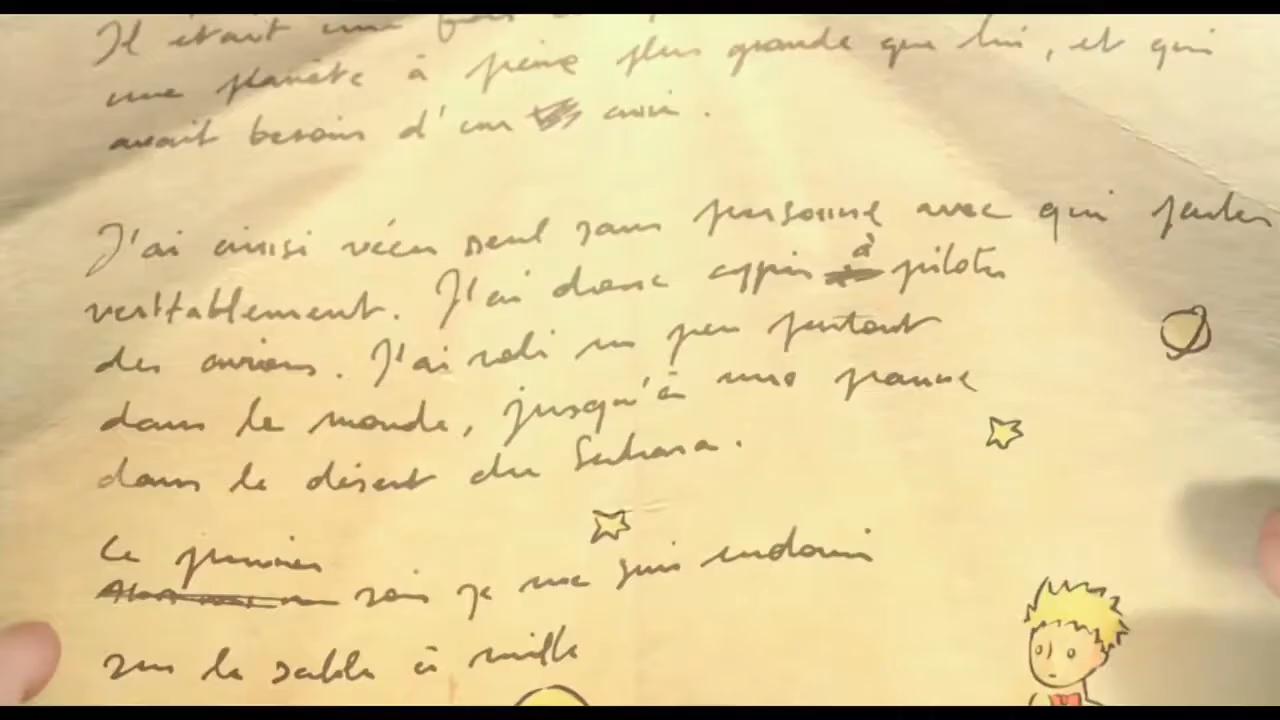 Il était une fois
une planète à peine plus grande que lui, et qui
avait besoin d'un ami.
J'ai ainsi vécu seul sans personne avec qui parler
véritablement. J'ai donc appris à piloter
des avions. J'ai volé un peu partout
dans le monde, jusqu'à une panne
dans le désert du Sahara.
Le premier
soir je me suis endormi
sur le sable à mille